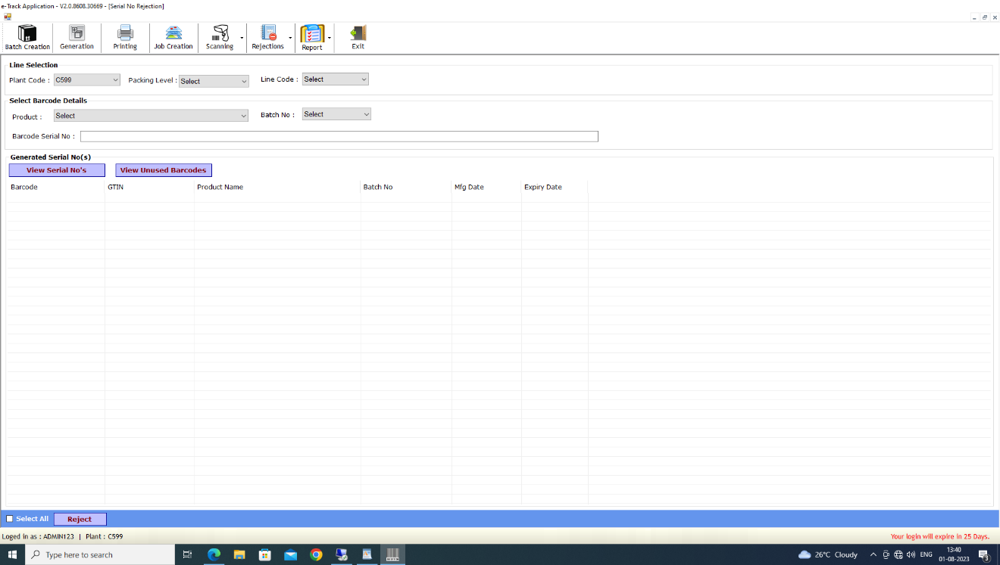 e-Track Application - V2.0.8608.30669 - [Serial No Rejection]
Batch Creation Generation Printing Job Creation Scanning Rejections Report Exit
Line Selection
Plant Code : C599 Packing Level : Select Line Code : Select
Select Barcode Details
Product : Select Batch No : Select
Barcode Serial No :
Generated Serial No(s)
View Serial No's View Unused Barcodes
Barcode GTIN Product Name Batch No Mfg Date Expiry Date
Select All Reject
Loged in as : ADMIN123 | Plant : C599 Your login will expire in 25 Days.
Type here to search 26°C Cloudy ENG 13:40
01-08-2023 3